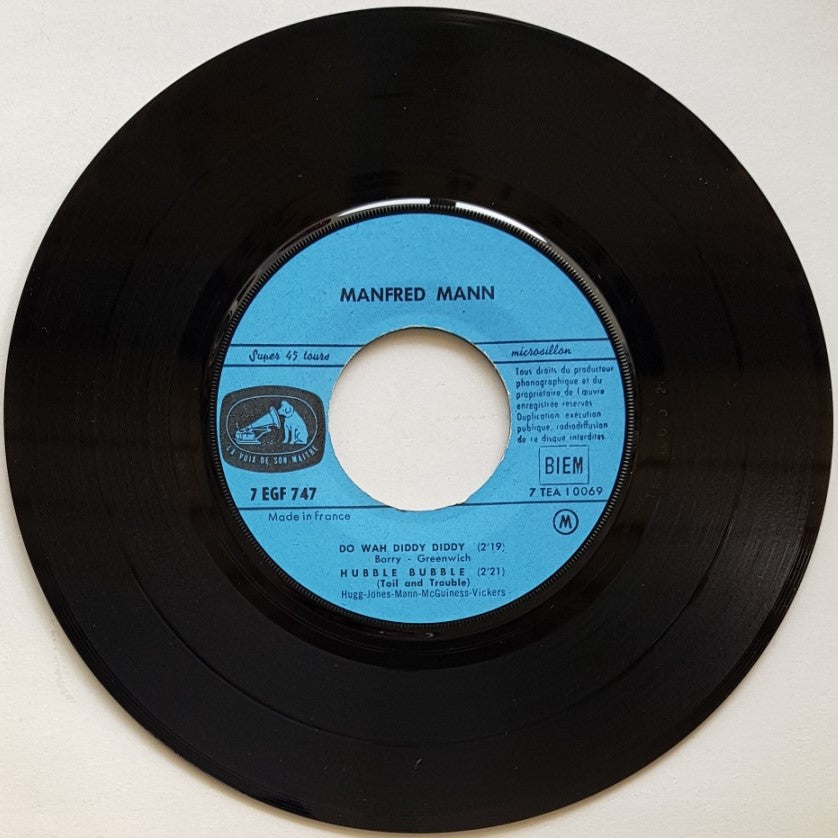 MANFRED MANN
Super 45 tours
microsillon
Tous droits du producteur
phonographique et du
propriétaire de l'œuvre
enregistrée réservés
Duplication exécution
publique, radiodiffusion
de ce disque interdites.
LA VOIX DE SON MAITRE
BIEM
7 EGF 747
7 TEA 10069
Made in France
M
DO WAH DIDDY DIDDY (2'19)
Barry - Greenwich
HUBBLE BUBBLE (2'21)
(Toil and Trouble)
Hugg-Jones-Mann-McGuiness-Vickers